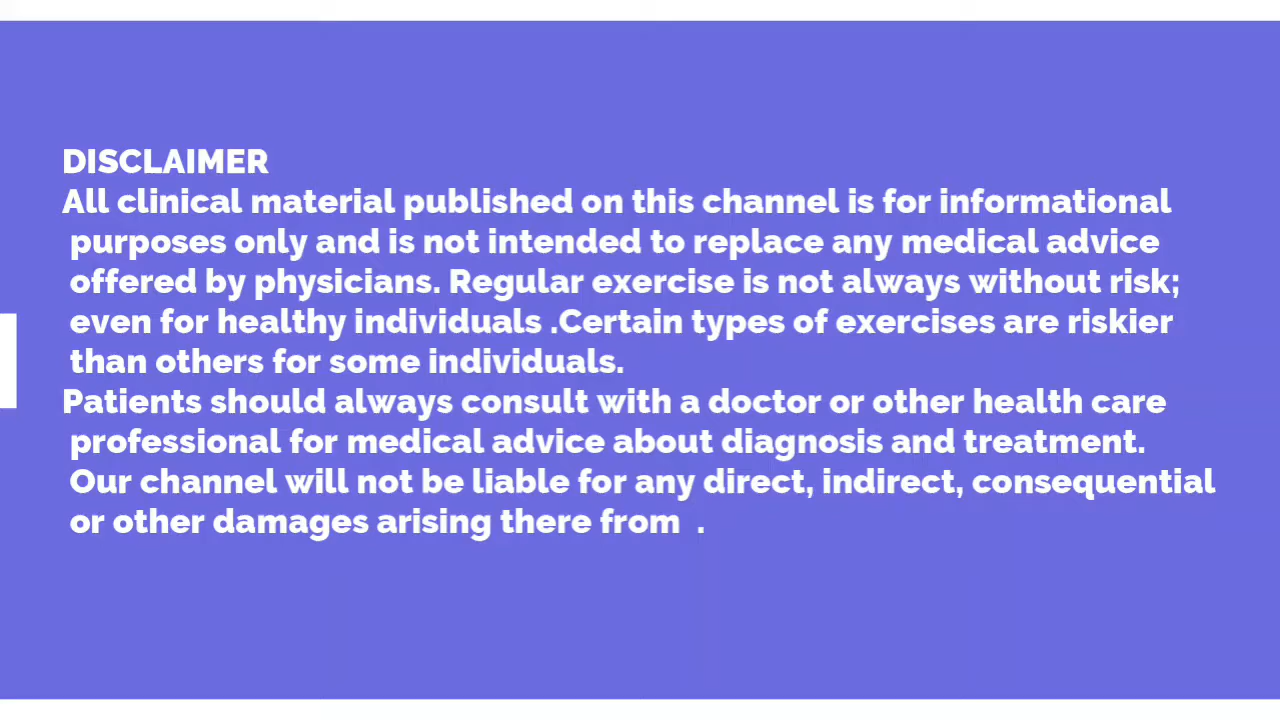 DISCLAIMER
All clinical material published on this channel is for informational
purposes only and is not intended to replace any medical advice
offered by physicians. Regular exercise is not always without risk;
even for healthy individuals .Certain types of exercises are riskier
than others for some individuals.
Patients should always consult with a doctor or other health care
professional for medical advice about diagnosis and treatment.
Our channel will not be liable for any direct, indirect, consequential
or other damages arising there from  .